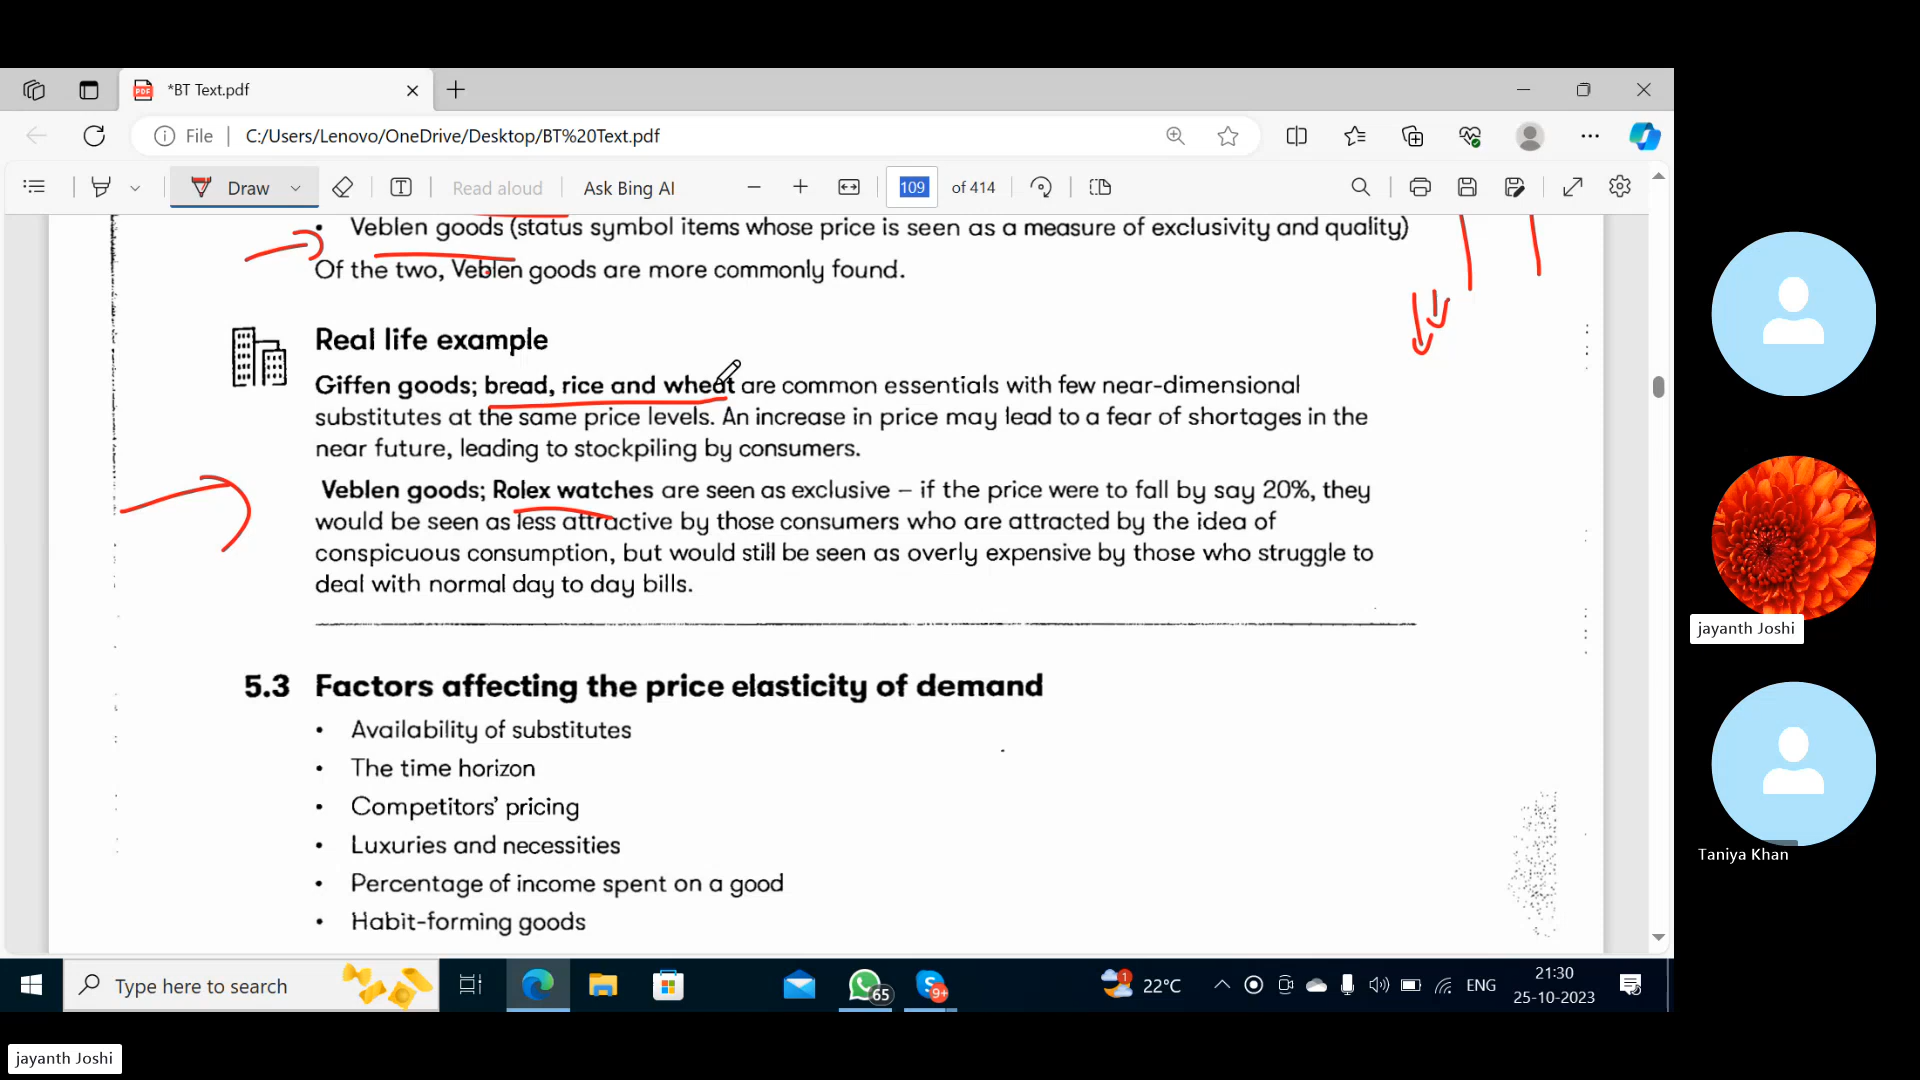 *BT Text.pdf
File
C:/Users/Lenovo/OneDrive/Desktop/BT%20Text.pdf
Draw
Read aloud
Ask Bing AI
109 of 414
• Veblen goods (status symbol items whose price is seen as a measure of exclusivity and quality)
Of the two, Veblen goods are more commonly found.
Real life example
Giffen goods; bread, rice and wheat are common essentials with few near-dimensional
substitutes at the same price levels. An increase in price may lead to a fear of shortages in the
near future, leading to stockpiling by consumers.
Veblen goods; Rolex watches are seen as exclusive – if the price were to fall by say 20%, they
would be seen as less attractive by those consumers who are attracted by the idea of
conspicuous consumption, but would still be seen as overly expensive by those who struggle to
deal with normal day to day bills.
5.3 Factors affecting the price elasticity of demand
• Availability of substitutes
• The time horizon
• Competitors' pricing
• Luxuries and necessities
• Percentage of income spent on a good
• Habit-forming goods
jayanth Joshi
Taniya Khan
Type here to search
65
9+
1
22°C
ENG
21:30
25-10-2023
jayanth Joshi